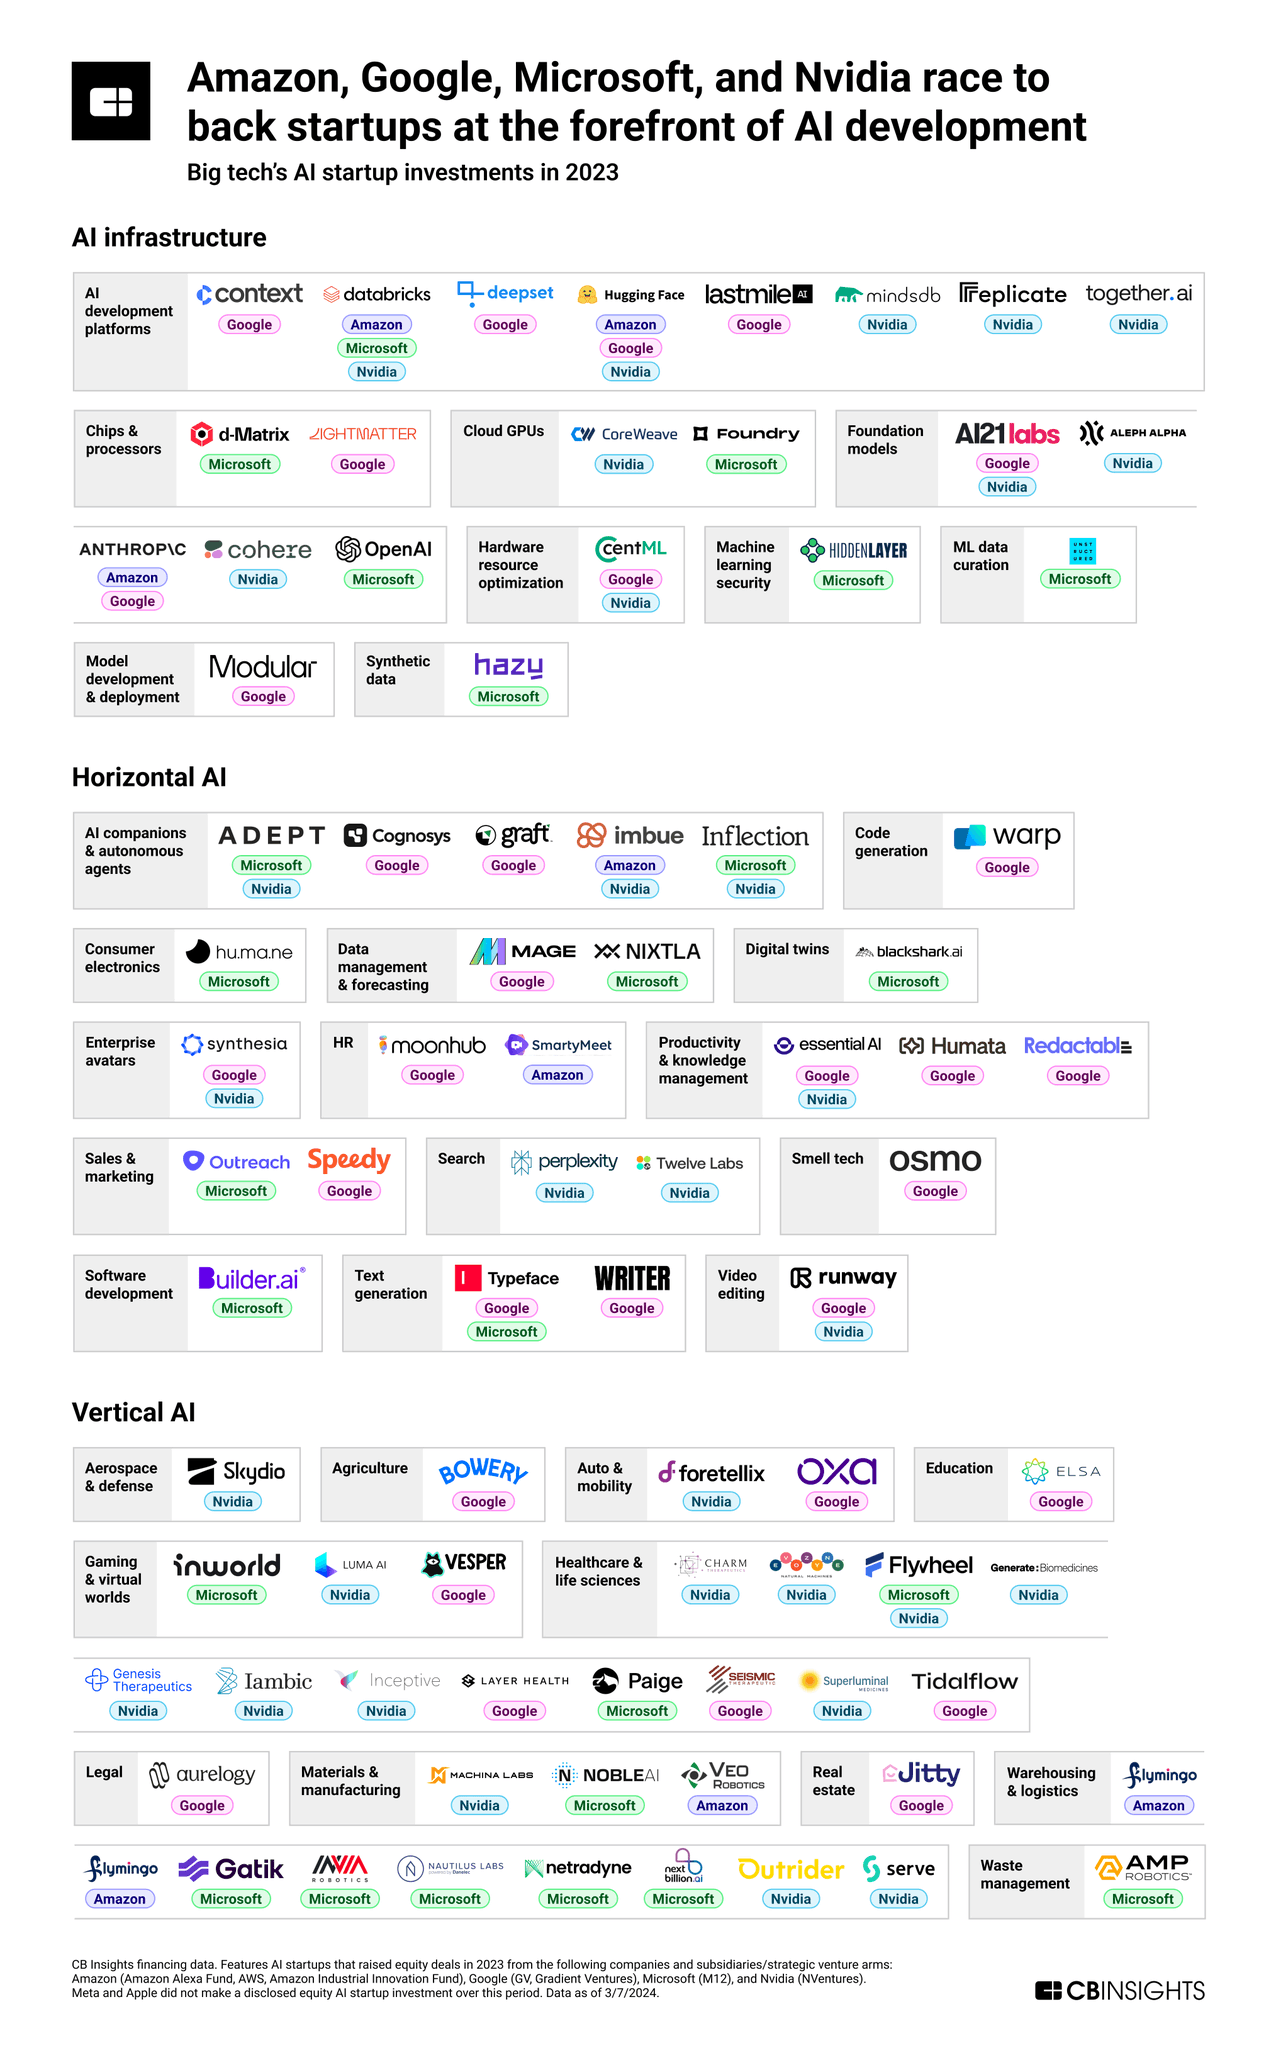 Amazon, Google, Microsoft, and Nvidia race to
back startups at the forefront of AI development
Big tech's AI startup investments in 2023
AI infrastructure
AI
development
platforms
context
databricks
deepset
Hugging Face
lastmile AI
mindsdb
replicate
together.ai
Google
Amazon
Google
Amazon
Google
Nvidia
Nvidia
Nvidia
Microsoft
Google
Nvidia
Nvidia
Chips &
processors
d-Matrix
LIGHTMATTER
Microsoft
Google
Cloud GPUs
CoreWeave
Foundry
Nvidia
Microsoft
Foundation
models
AI21labs
ALEPH ALPHA
Google
Nvidia
Nvidia
ANTHROP\C
cohere
OpenAI
Amazon
Nvidia
Microsoft
Google
Hardware
resource
optimization
CentML
Google
Nvidia
Machine
learning
security
HIDDENLAYER
Microsoft
ML data
curation
UNST
RUCT
URED
Microsoft
Model
development
& deployment
Modular
Google
Synthetic
data
hazy
Microsoft
Horizontal AI
AI companions
& autonomous
agents
ADEPT
Cognosys
graft
imbue
Inflection
Microsoft
Google
Google
Amazon
Microsoft
Nvidia
Nvidia
Nvidia
Code
generation
warp
Google
Consumer
electronics
hu.ma.ne
Microsoft
Data
management
& forecasting
MAGE
NIXTLA
Google
Microsoft
Digital twins
blackshark.ai
Microsoft
Enterprise
avatars
synthesia
Google
Nvidia
HR
moonhub
SmartyMeet
Google
Amazon
Productivity
& knowledge
management
essential AI
Humata
Redactable
Google
Google
Google
Nvidia
Sales &
marketing
Outreach
Speedy
Microsoft
Google
Search
perplexity
Twelve Labs
Nvidia
Nvidia
Smell tech
osmo
Google
Software
development
Builder.ai®
Microsoft
Text
generation
Typeface
WRITER
Google
Google
Microsoft
Video
editing
runway
Google
Nvidia
Vertical AI
Aerospace
& defense
Skydio
Nvidia
Agriculture
BOWERY
Google
Auto &
mobility
foretellix
oxa
Nvidia
Google
Education
ELSA
Google
Gaming
& virtual
worlds
inworld
LUMA AI
VESPER
Microsoft
Nvidia
Google
Healthcare &
life sciences
CHARM
THERAPEUTICS
EVOZYNE
NATURAL MACHINES
Flywheel
Generate:Biomedicines
Nvidia
Nvidia
Microsoft
Nvidia
Nvidia
Genesis
Therapeutics
Iambic
Inceptive
LAYER HEALTH
Paige
SEISMIC
THERAPEUTIC
Superluminal
MEDICINES
Tidalflow
Nvidia
Nvidia
Nvidia
Google
Microsoft
Google
Nvidia
Google
Legal
aurelogy
Google
Materials &
manufacturing
MACHINA LABS
NOBLEAI
VEO
ROBOTICS
Nvidia
Microsoft
Amazon
Real
estate
Jitty
Google
Warehousing
& logistics
flymingo
Amazon
flymingo
Gatik
INVIA
ROBOTICS
NAUTILUS LABS
powered by Danelec
netradyne
next
billion.ai
Outrider
serve
Amazon
Microsoft
Microsoft
Microsoft
Microsoft
Microsoft
Nvidia
Nvidia
Waste
management
AMP
ROBOTICS™
Microsoft
CB Insights financing data. Features AI startups that raised equity deals in 2023 from the following companies and subsidiaries/strategic venture arms:
Amazon (Amazon Alexa Fund, AWS, Amazon Industrial Innovation Fund), Google (GV, Gradient Ventures), Microsoft (M12), and Nvidia (NVentures).
Meta and Apple did not make a disclosed equity AI startup investment over this period. Data as of 3/7/2024.
CBINSIGHTS